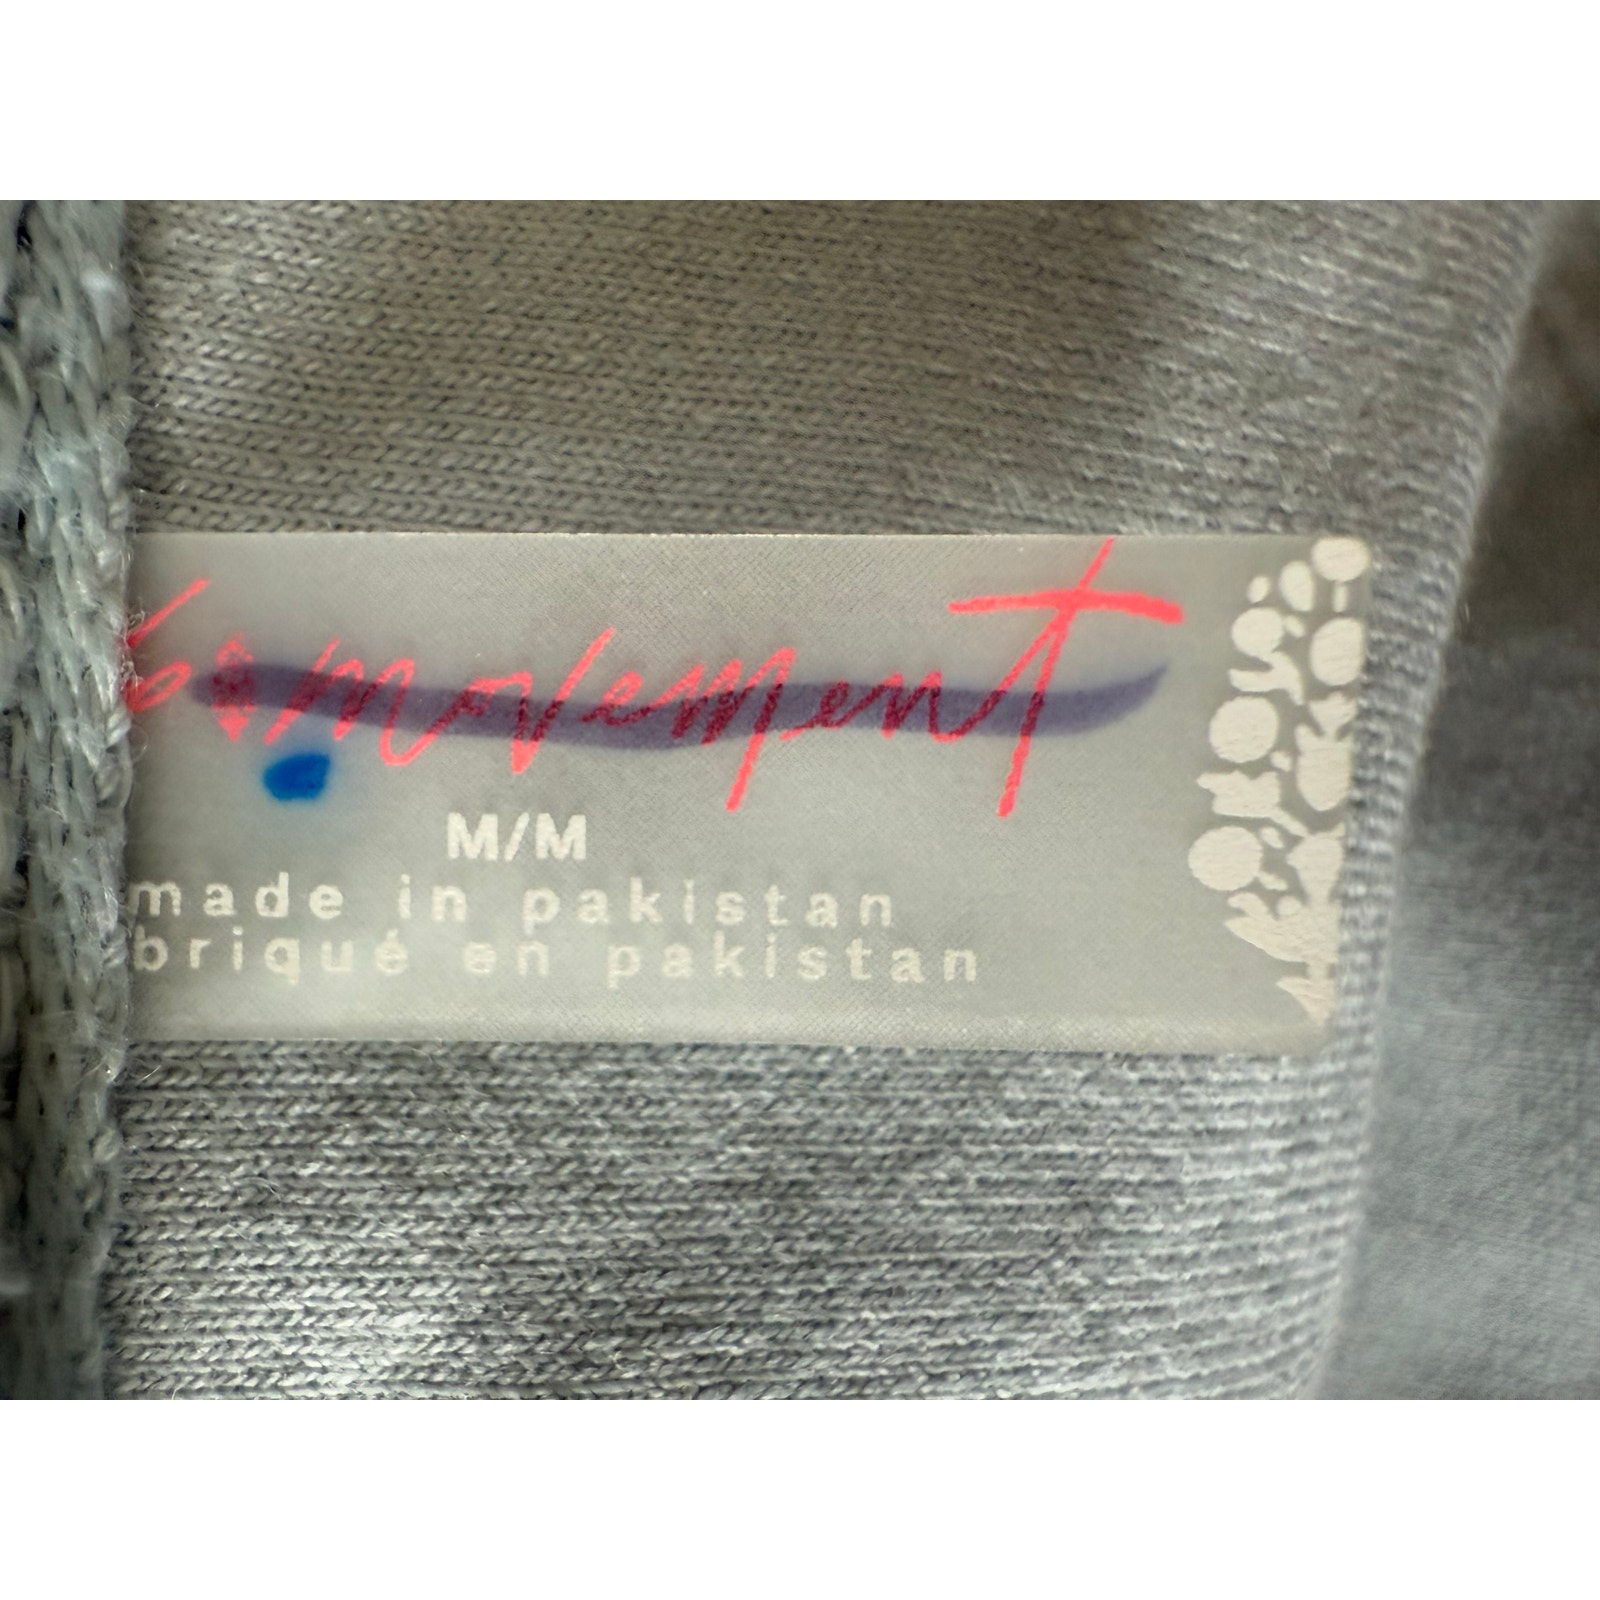 movement
M/M
made in pakistan
briqué en pakistan